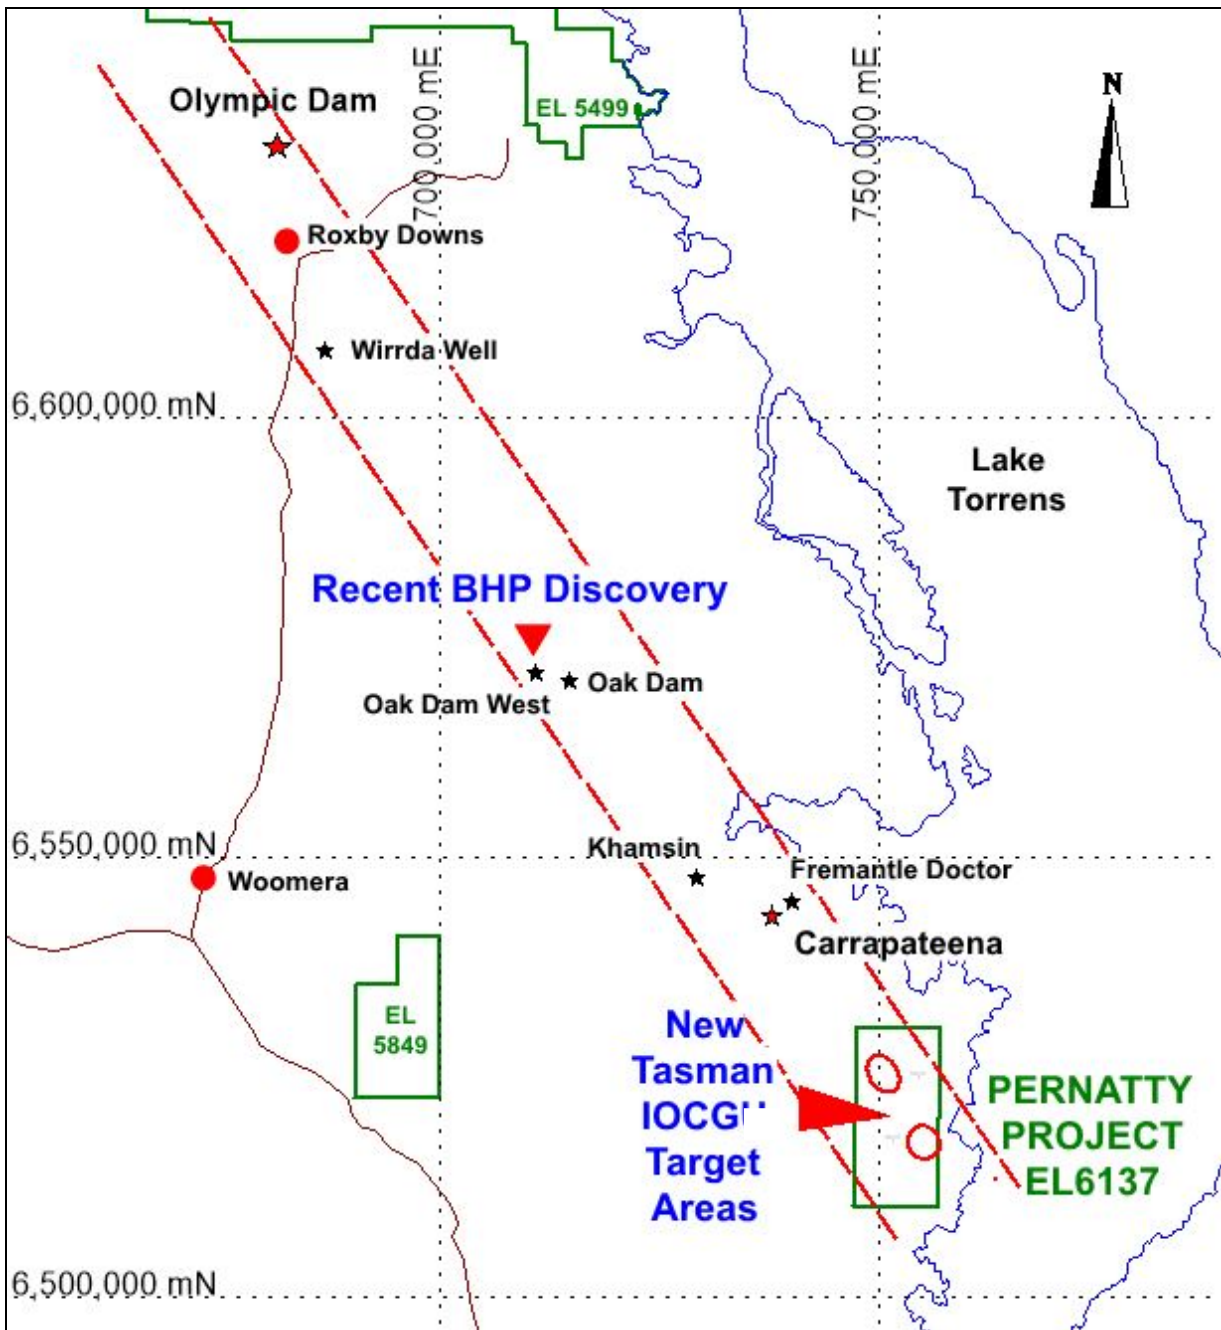 700,000 mE
750,000 mE
N
Olympic Dam
EL 5499
Roxby Downs
Wirrda Well
6,600,000 mN
Lake
Torrens
Recent BHP Discovery
Oak Dam
Oak Dam West
6,550,000 mN
Khamsin
Fremantle Doctor
Woomera
Carrapateena
EL
5849
New
Tasman
Target
Areas
PERNATTY
PROJECT
EL6137
6,500,000 mN